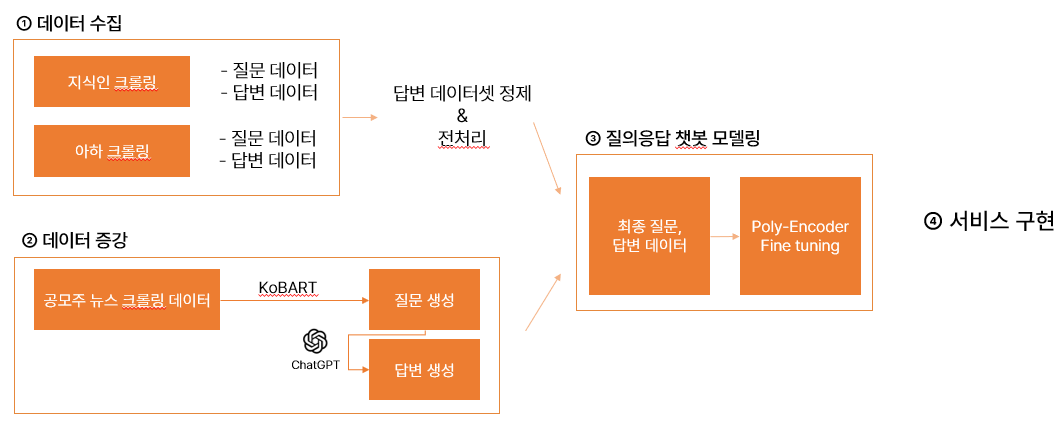 ① 데이터 수집
지식인 크롤링
- 질문 데이터
- 답변 데이터
아하 크롤링
- 질문 데이터
- 답변 데이터
답변 데이터셋 정제
&
전처리
② 데이터 증강
공모주 뉴스 크롤링 데이터
KoBART
질문 생성
ChatGPT
답변 생성
③ 질의응답 챗봇 모델링
최종 질문,
답변 데이터
Poly-Encoder
Fine tuning
④ 서비스 구현